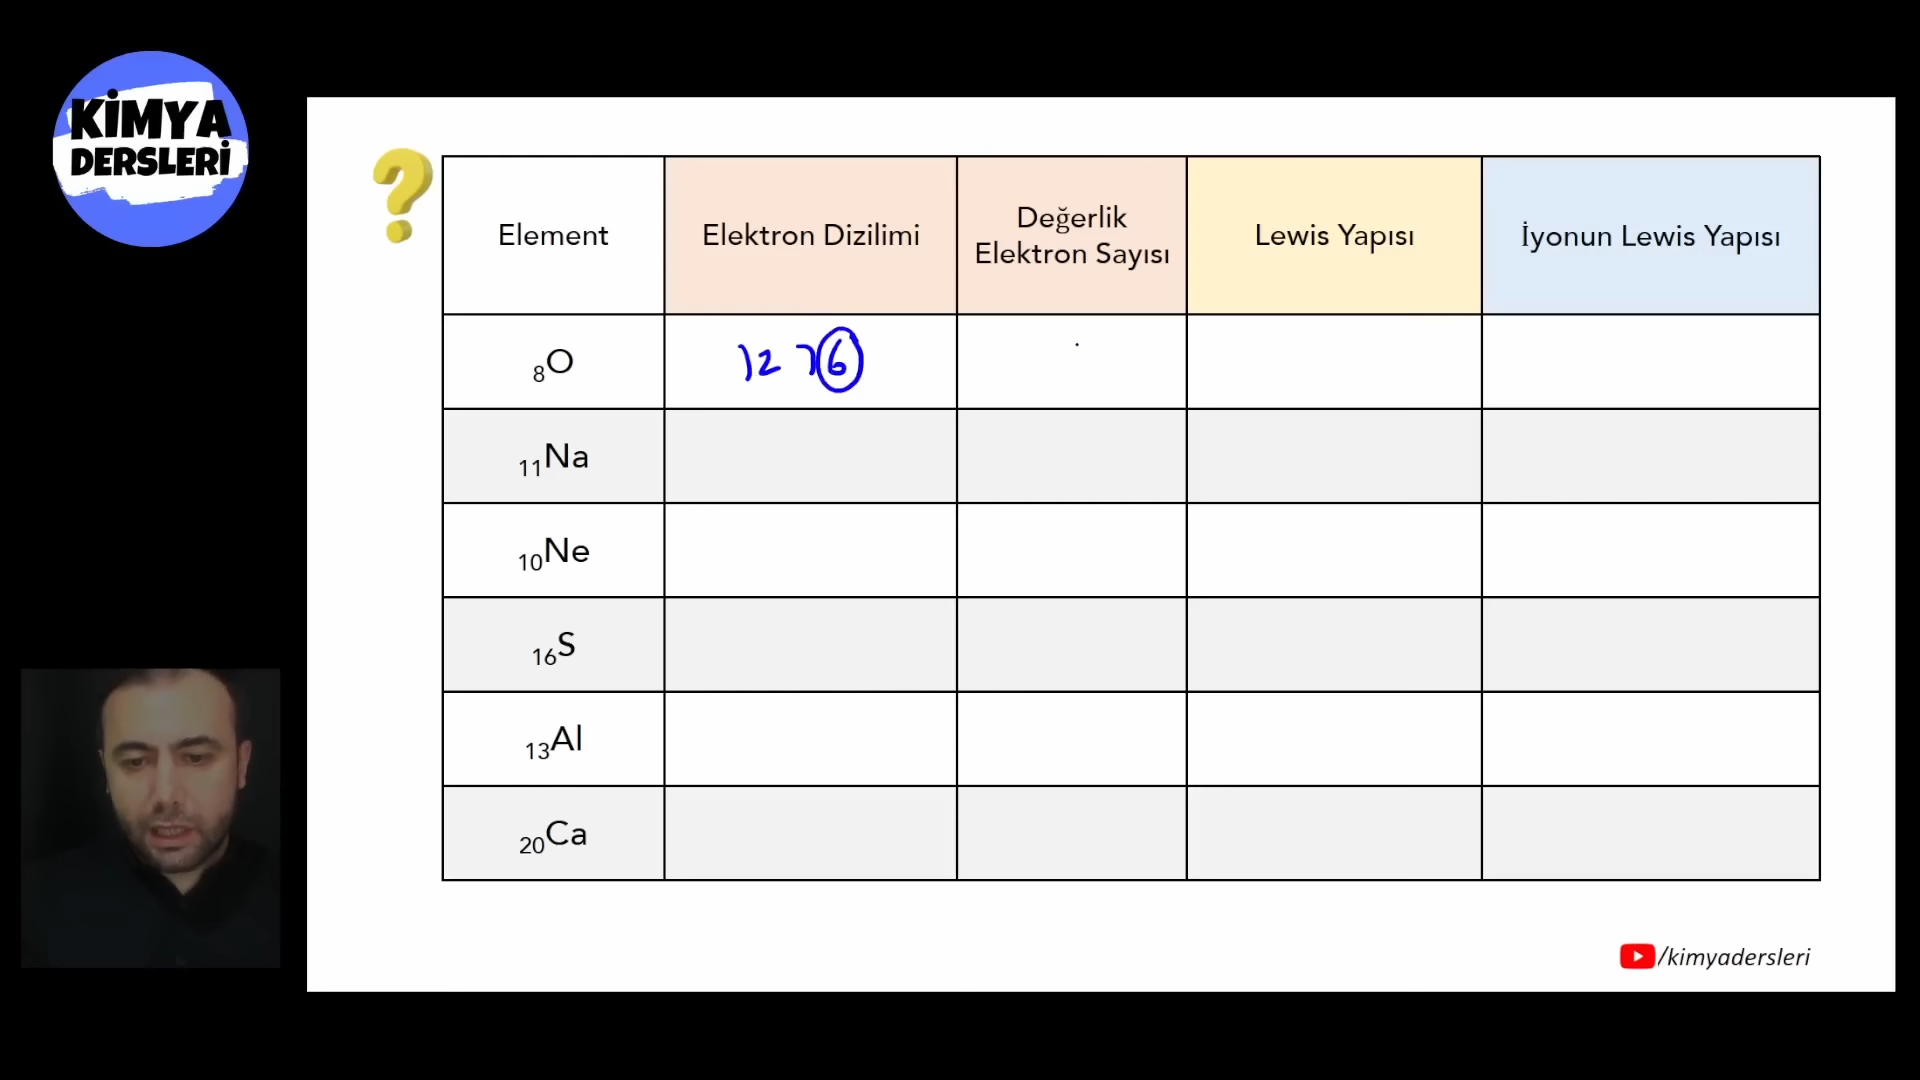 KİMYA
DERSLERİ
Element
Elektron Dizilimi
Değerlik
Elektron Sayısı
Lewis Yapısı
İyonun Lewis Yapısı
8O
)2 )6
11Na
10Ne
16S
13Al
20Ca
/kimyadersleri